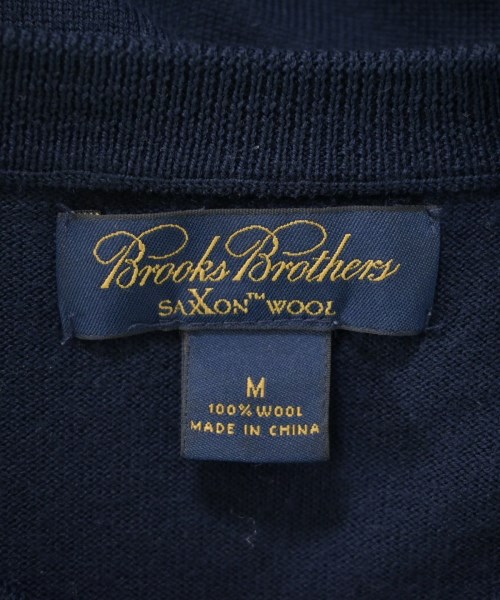 Brooks Brothers
SAXXON™ WOOL
M
100% WOOL
MADE IN CHINA